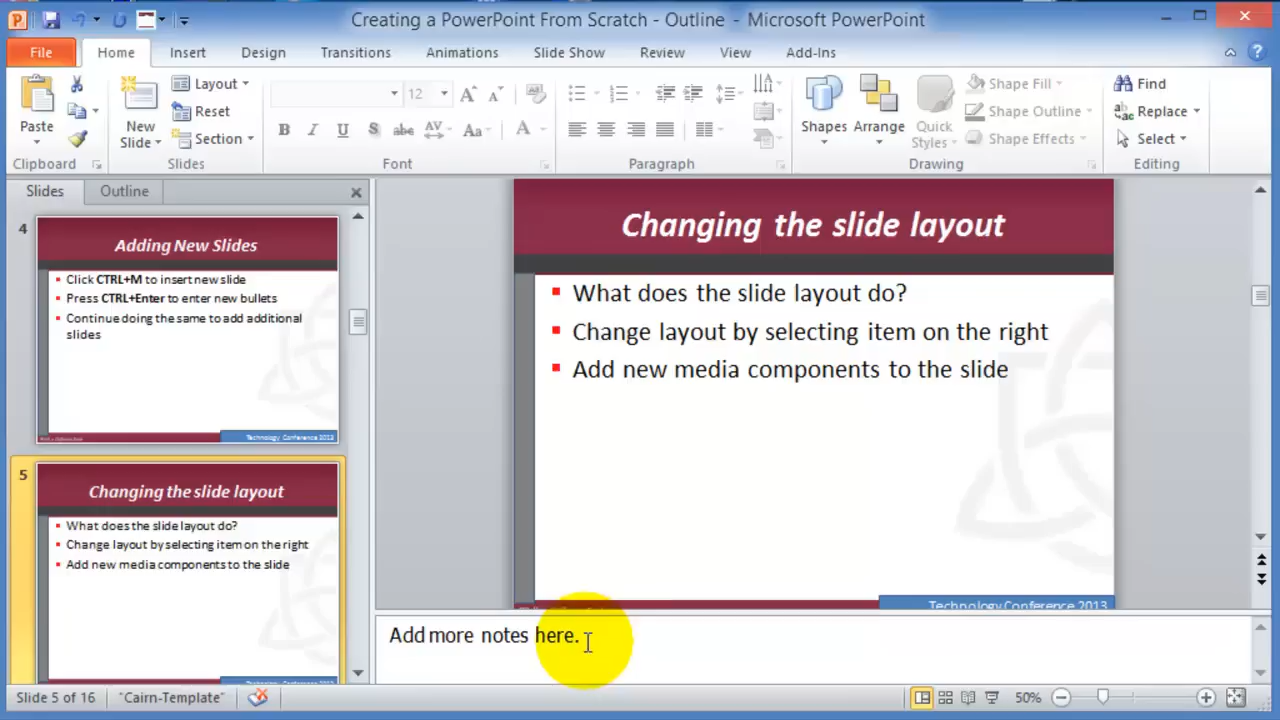 Creating a PowerPoint From Scratch - Outline - Microsoft PowerPoint
File Home Insert Design Transitions Animations Slide Show Review View Add-Ins
Paste
Clipboard
New Slide
Layout
Reset
Section
Slides
12
B I U S abc AV Aa A
Font
Paragraph
Shapes
Arrange
Quick Styles
Shape Fill
Shape Outline
Shape Effects
Drawing
Find
Replace
Select
Editing
Slides Outline
4
Adding New Slides
Click CTRL+M to insert new slide
Press CTRL+Enter to enter new bullets
Continue doing the same to add additional
slides
Technology Conference 2013
5
Changing the slide layout
What does the slide layout do?
Change layout by selecting item on the right
Add new media components to the slide
Changing the slide layout
What does the slide layout do?
Change layout by selecting item on the right
Add new media components to the slide
Technology Conference 2013
Add more notes here.
Slide 5 of 16 "Cairn-Template" 50%